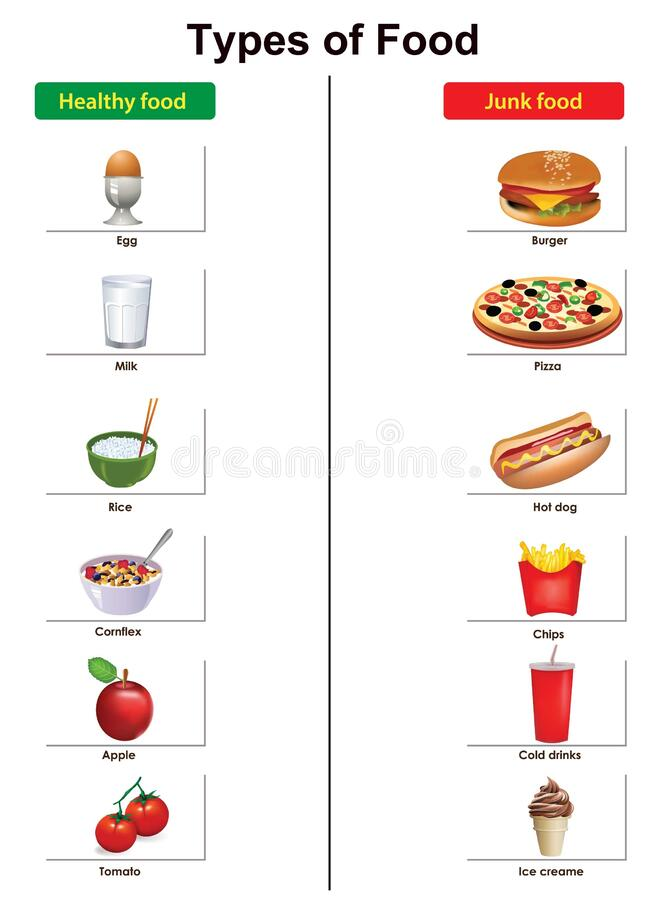 Types of Food
Healthy food
Egg
Milk
Rice
Cornflex
Apple
Tomato
Junk food
Burger
Pizza
Hot dog
Chips
Cold drinks
Ice creame
dreamstime